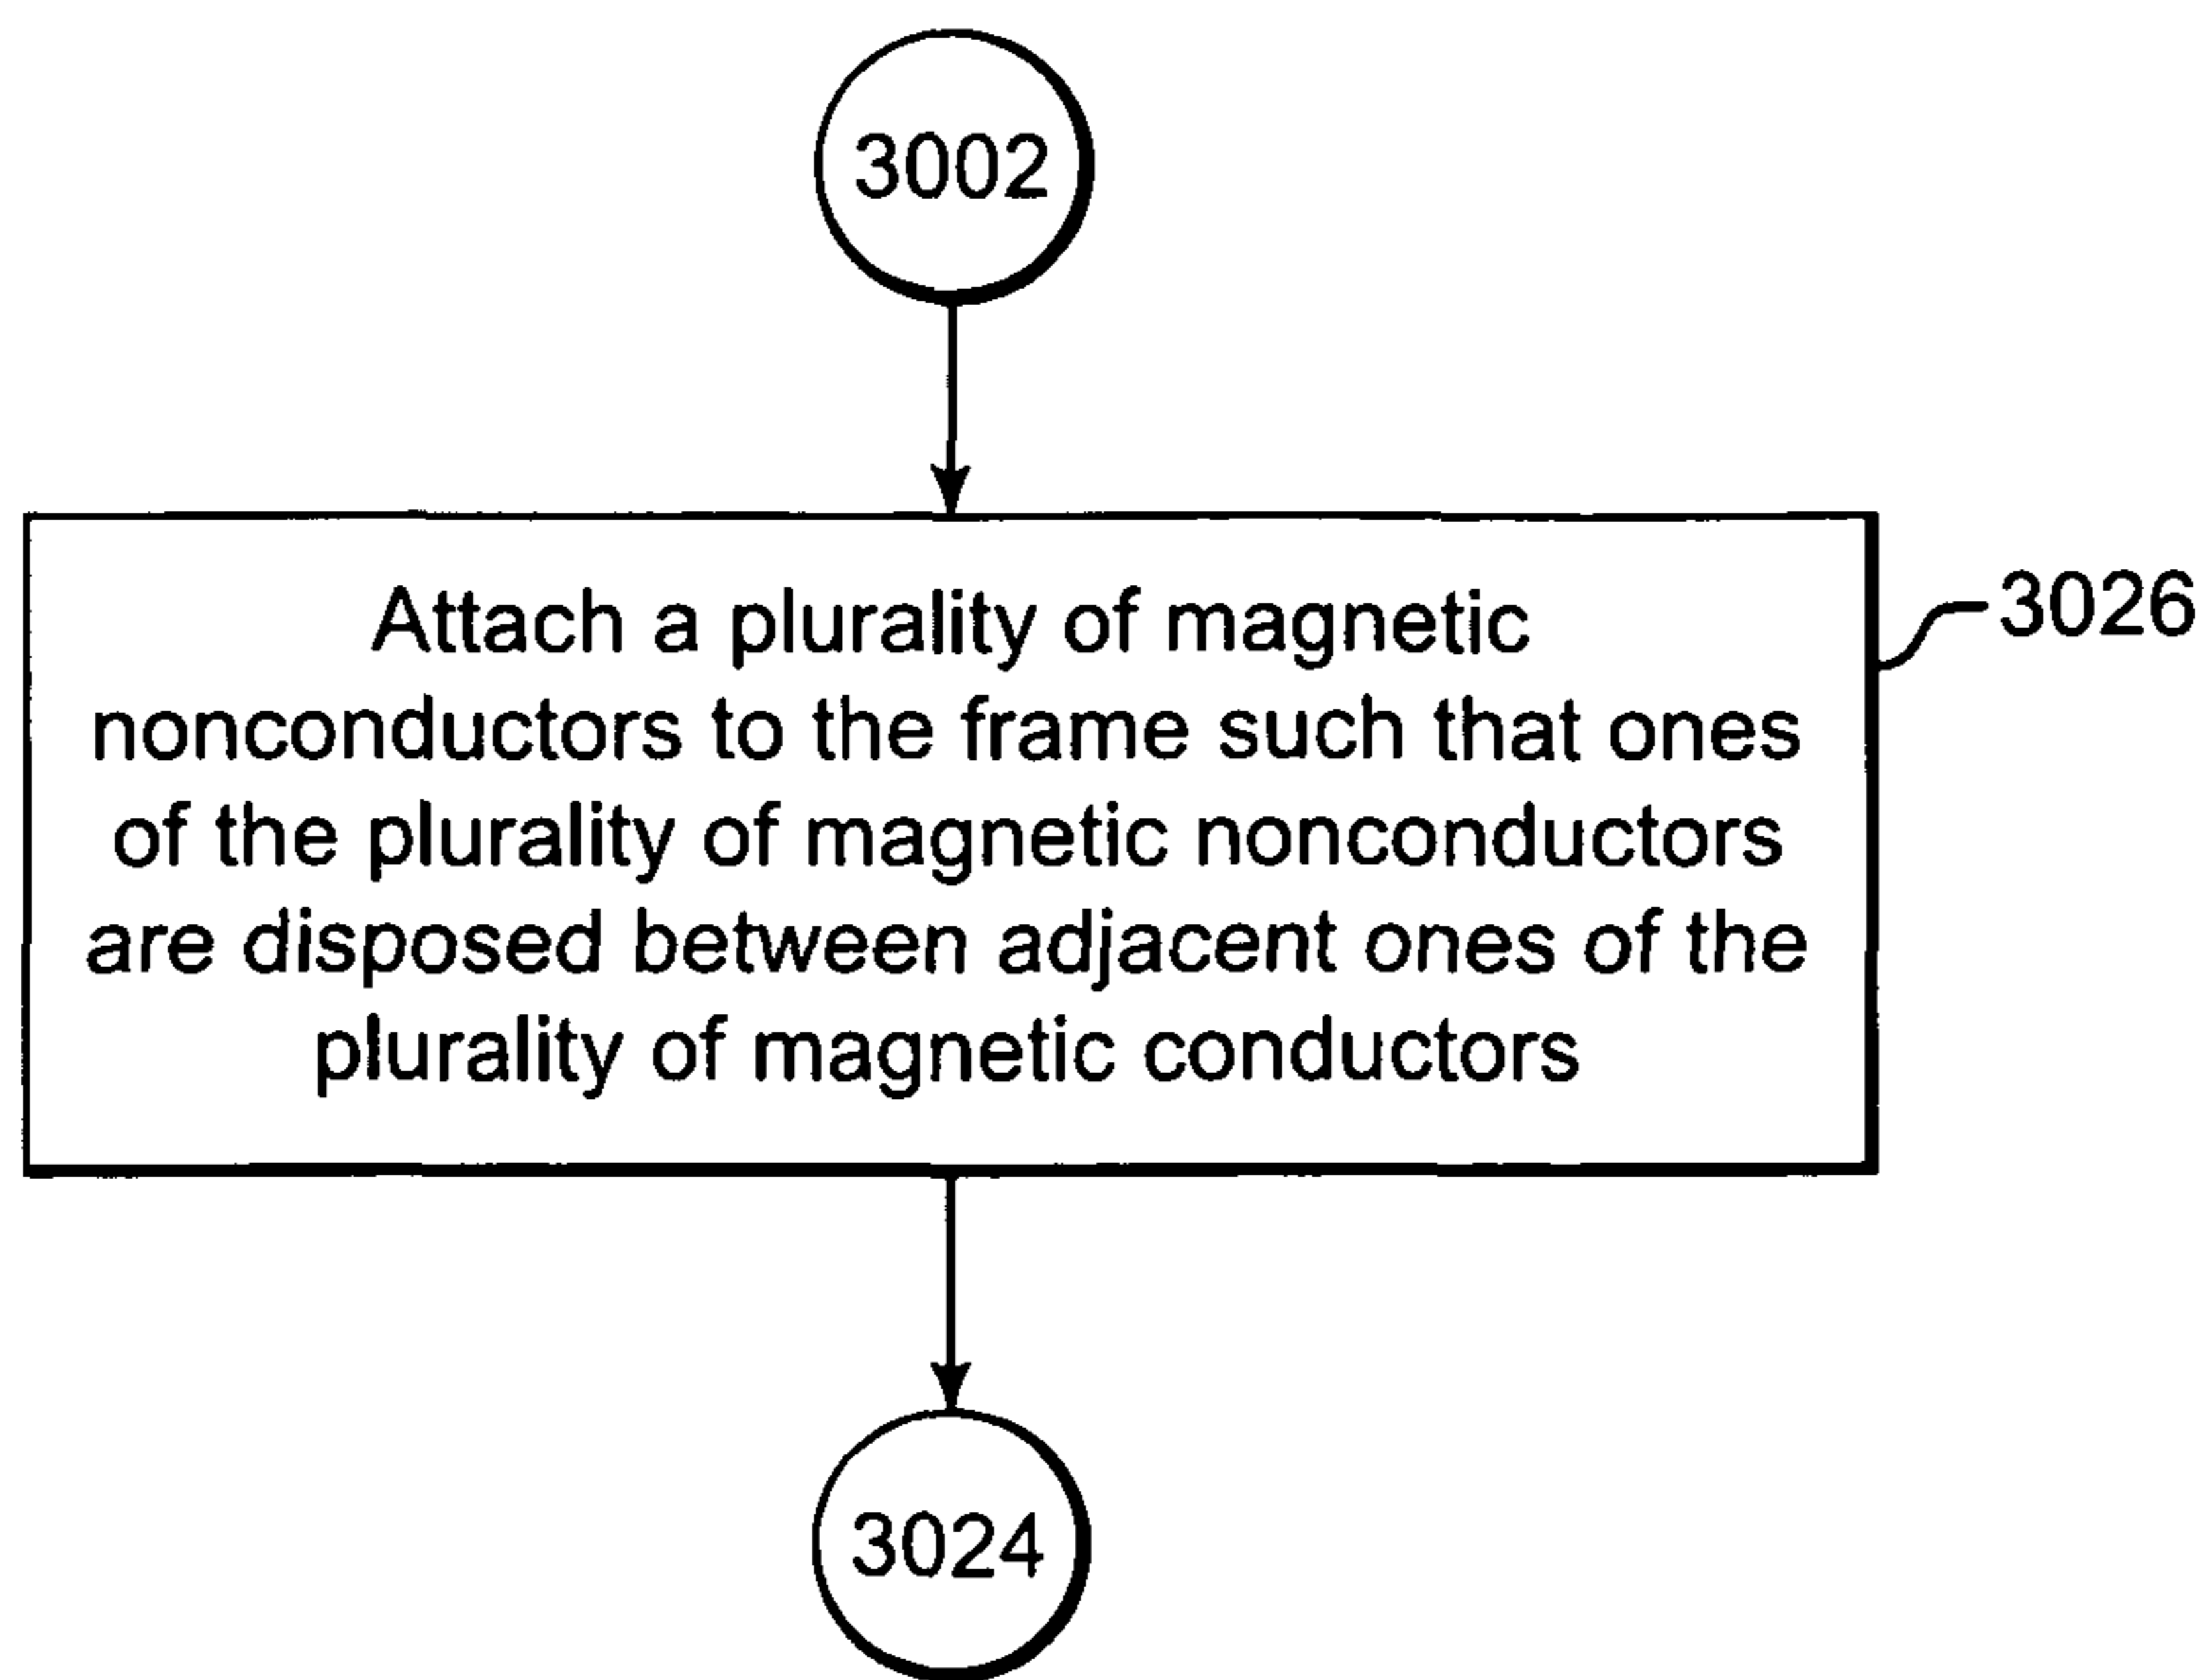 3002
Attach a plurality of magnetic
nonconductors to the frame such that ones
of the plurality of magnetic nonconductors
are disposed between adjacent ones of the
plurality of magnetic conductors
3026
3024